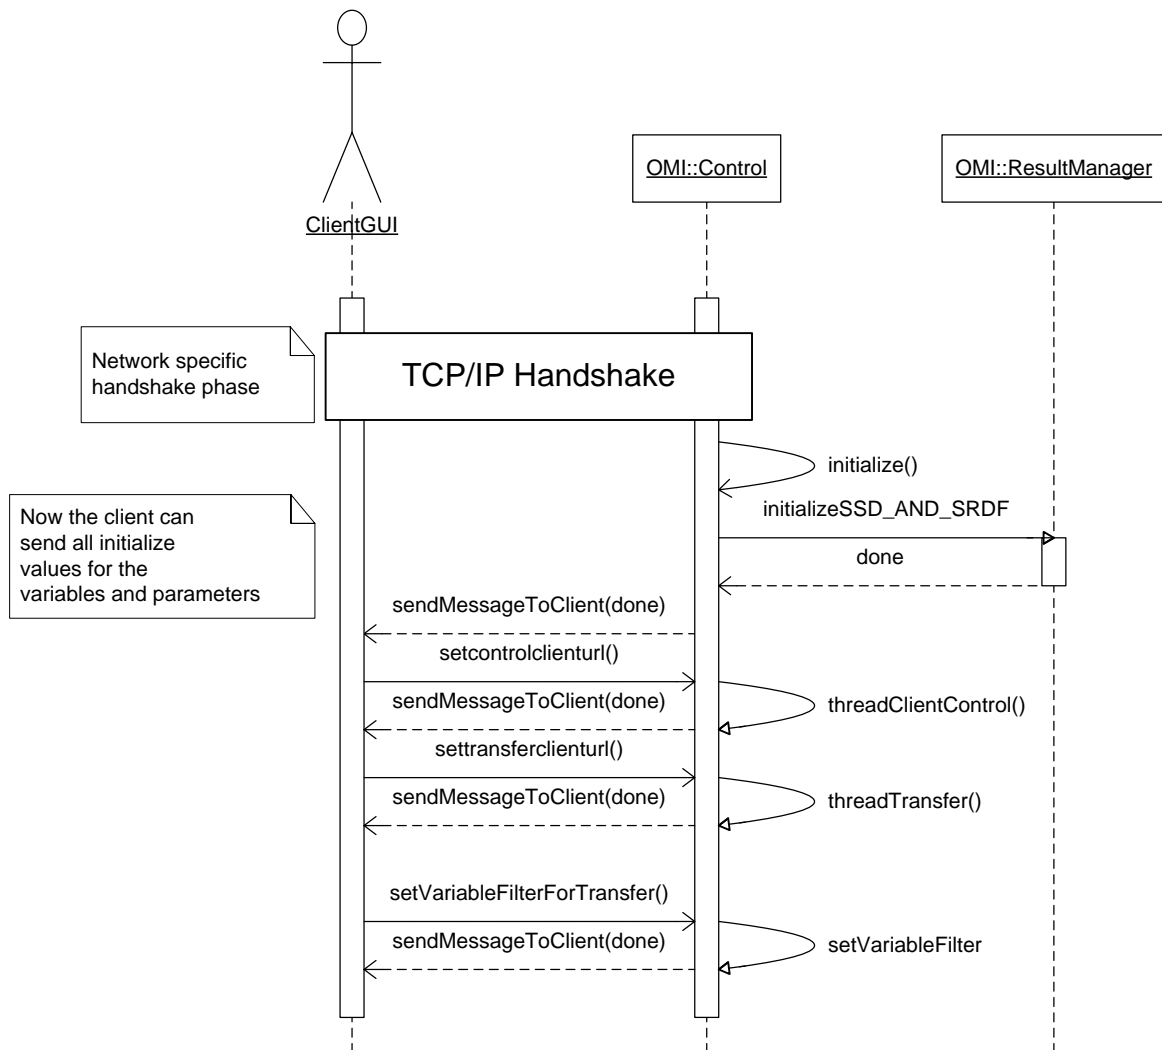 OMI::Control
OMI::ResultManager
ClientGUI
Network specific
handshake phase
TCP/IP Handshake
initialize()
Now the client can
send all initialize
values for the
variables and parameters
initializeSSD_AND_SRDF
done
sendMessageToClient(done)
setcontrolclienturl()
sendMessageToClient(done)
threadClientControl()
settransferclienturl()
sendMessageToClient(done)
threadTransfer()
setVariableFilterForTransfer()
sendMessageToClient(done)
setVariableFilter